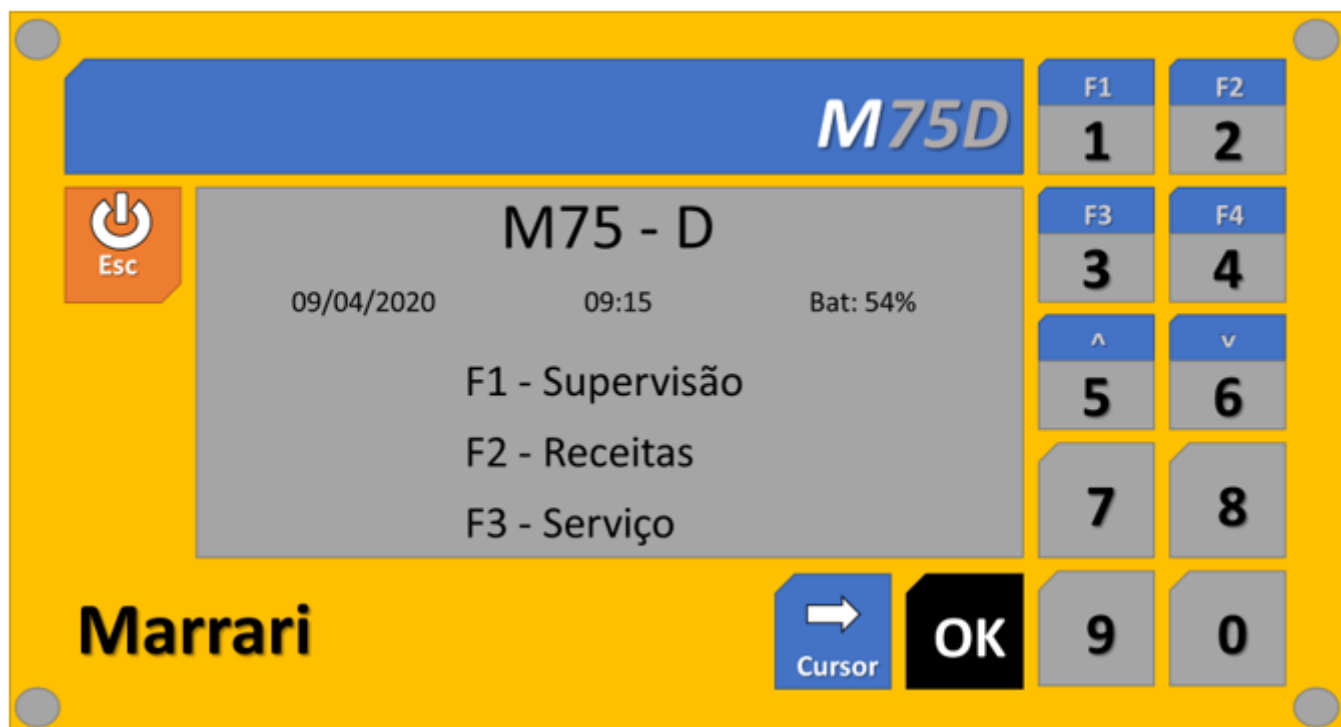 M75D
F1
1
F2
2
Esc
M75 - D
09/04/2020 09:15 Bat: 54%
F1 - Supervisão
F2 - Receitas
F3 - Serviço
F3
3
F4
4
^
5
v
6
7
8
Marrari
Cursor
OK
9
0